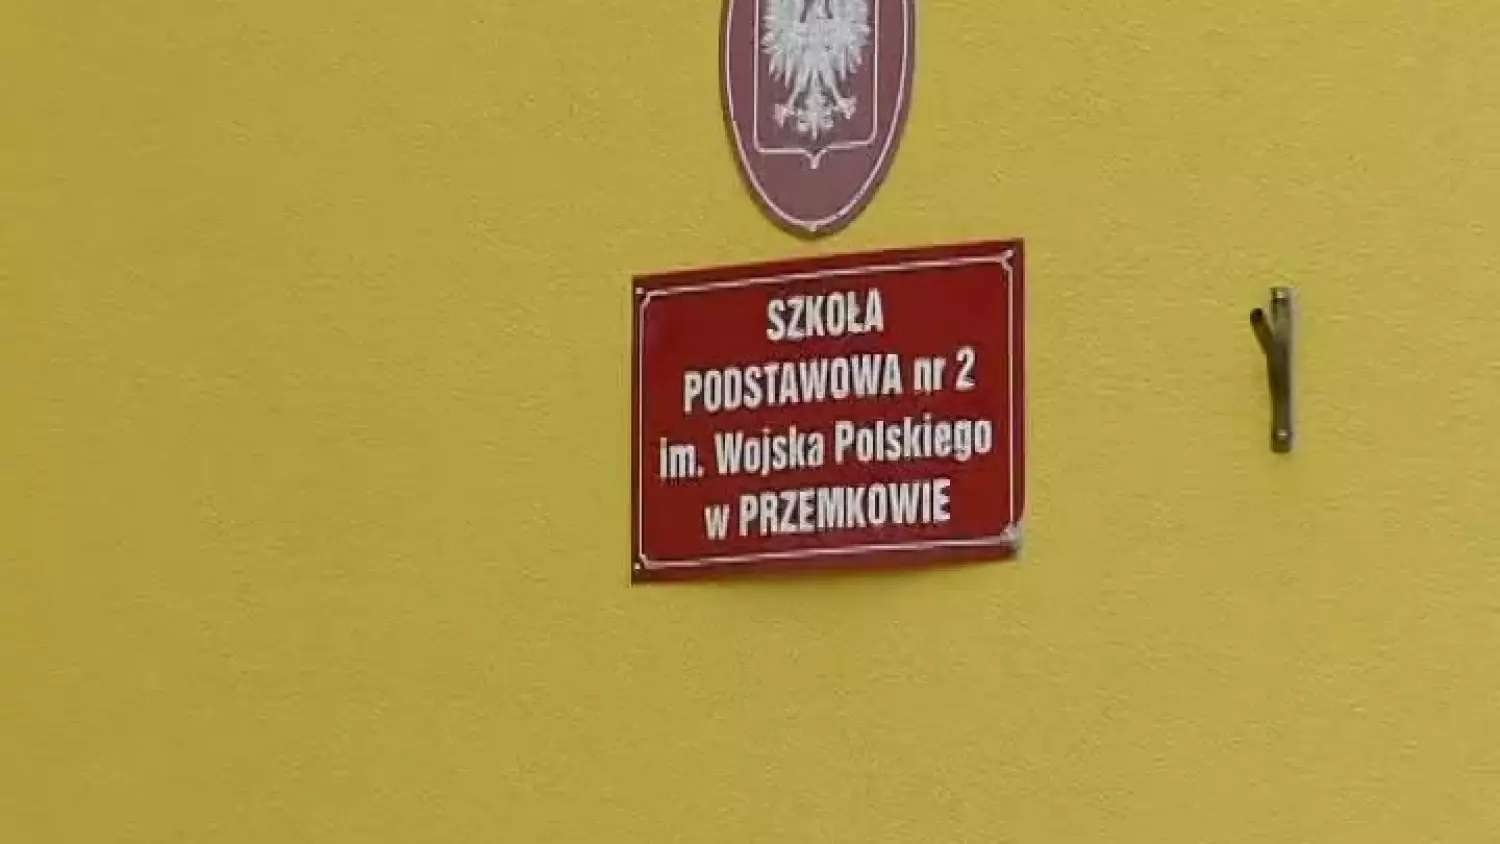 SZKOŁA
PODSTAWOWA nr 2
im. Wojska Polskiego
w PRZEMKOWIE